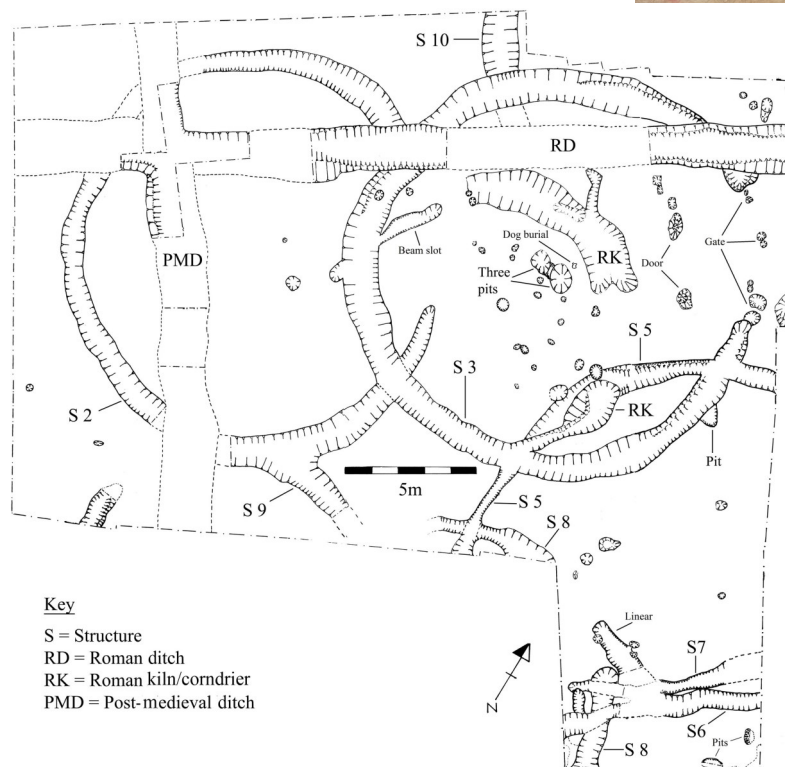 S 10
RD
Beam slot
Dog burial
Three
pits
RK
Door
Gate
PMD
S 5
S 3
RK
S 2
Pit
5m
S 9
S 5
S 8
Key
S = Structure
RD = Roman ditch
RK = Roman kiln/corndrier
PMD = Post-medieval ditch
N
Linear
S7
S6
S 8
Pits